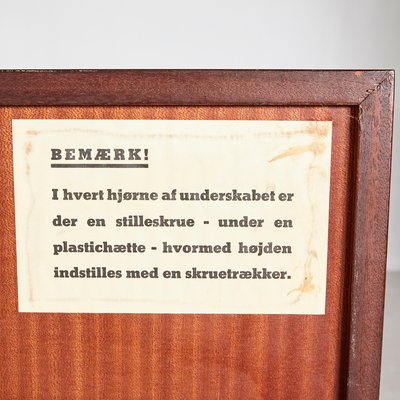 BEMÆRK!
I hvert hjørne af underskabet er
der en stilleskrue - under en
plastichætte - hvormed højden
indstilles med en skruetrækker.